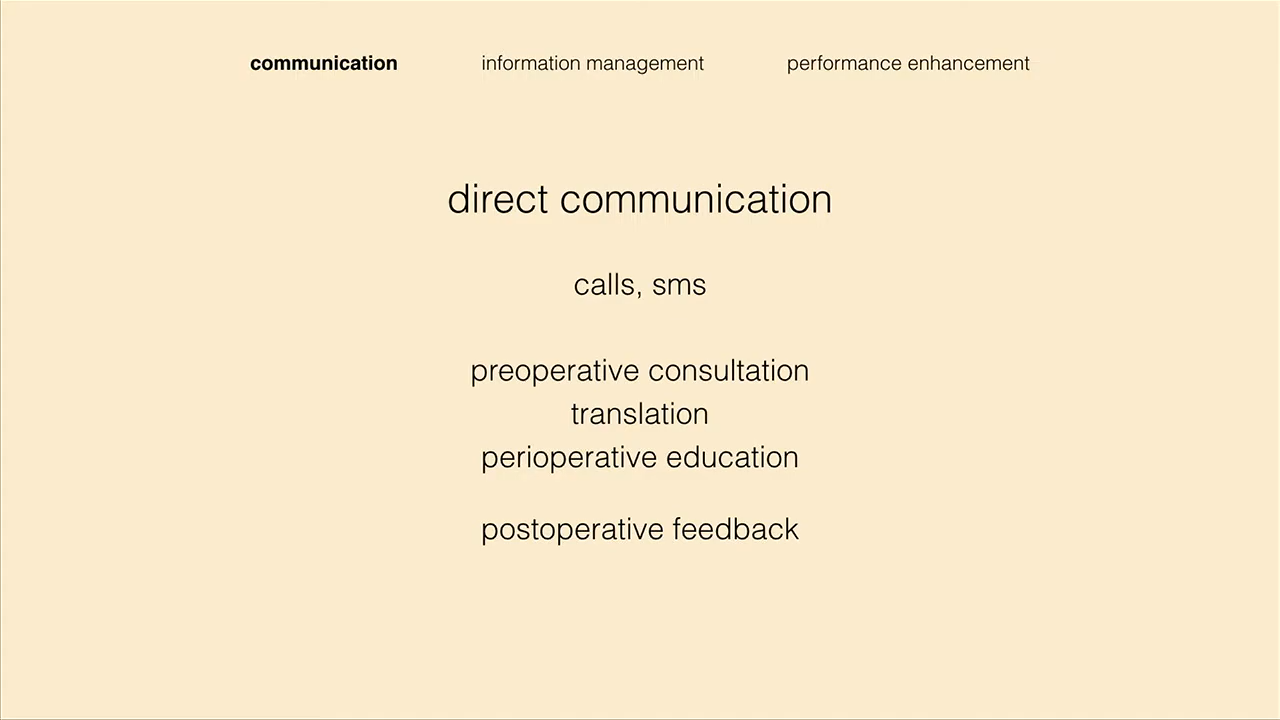 communication information management performance enhancement
direct communication
calls, sms
preoperative consultation
translation
perioperative education
postoperative feedback